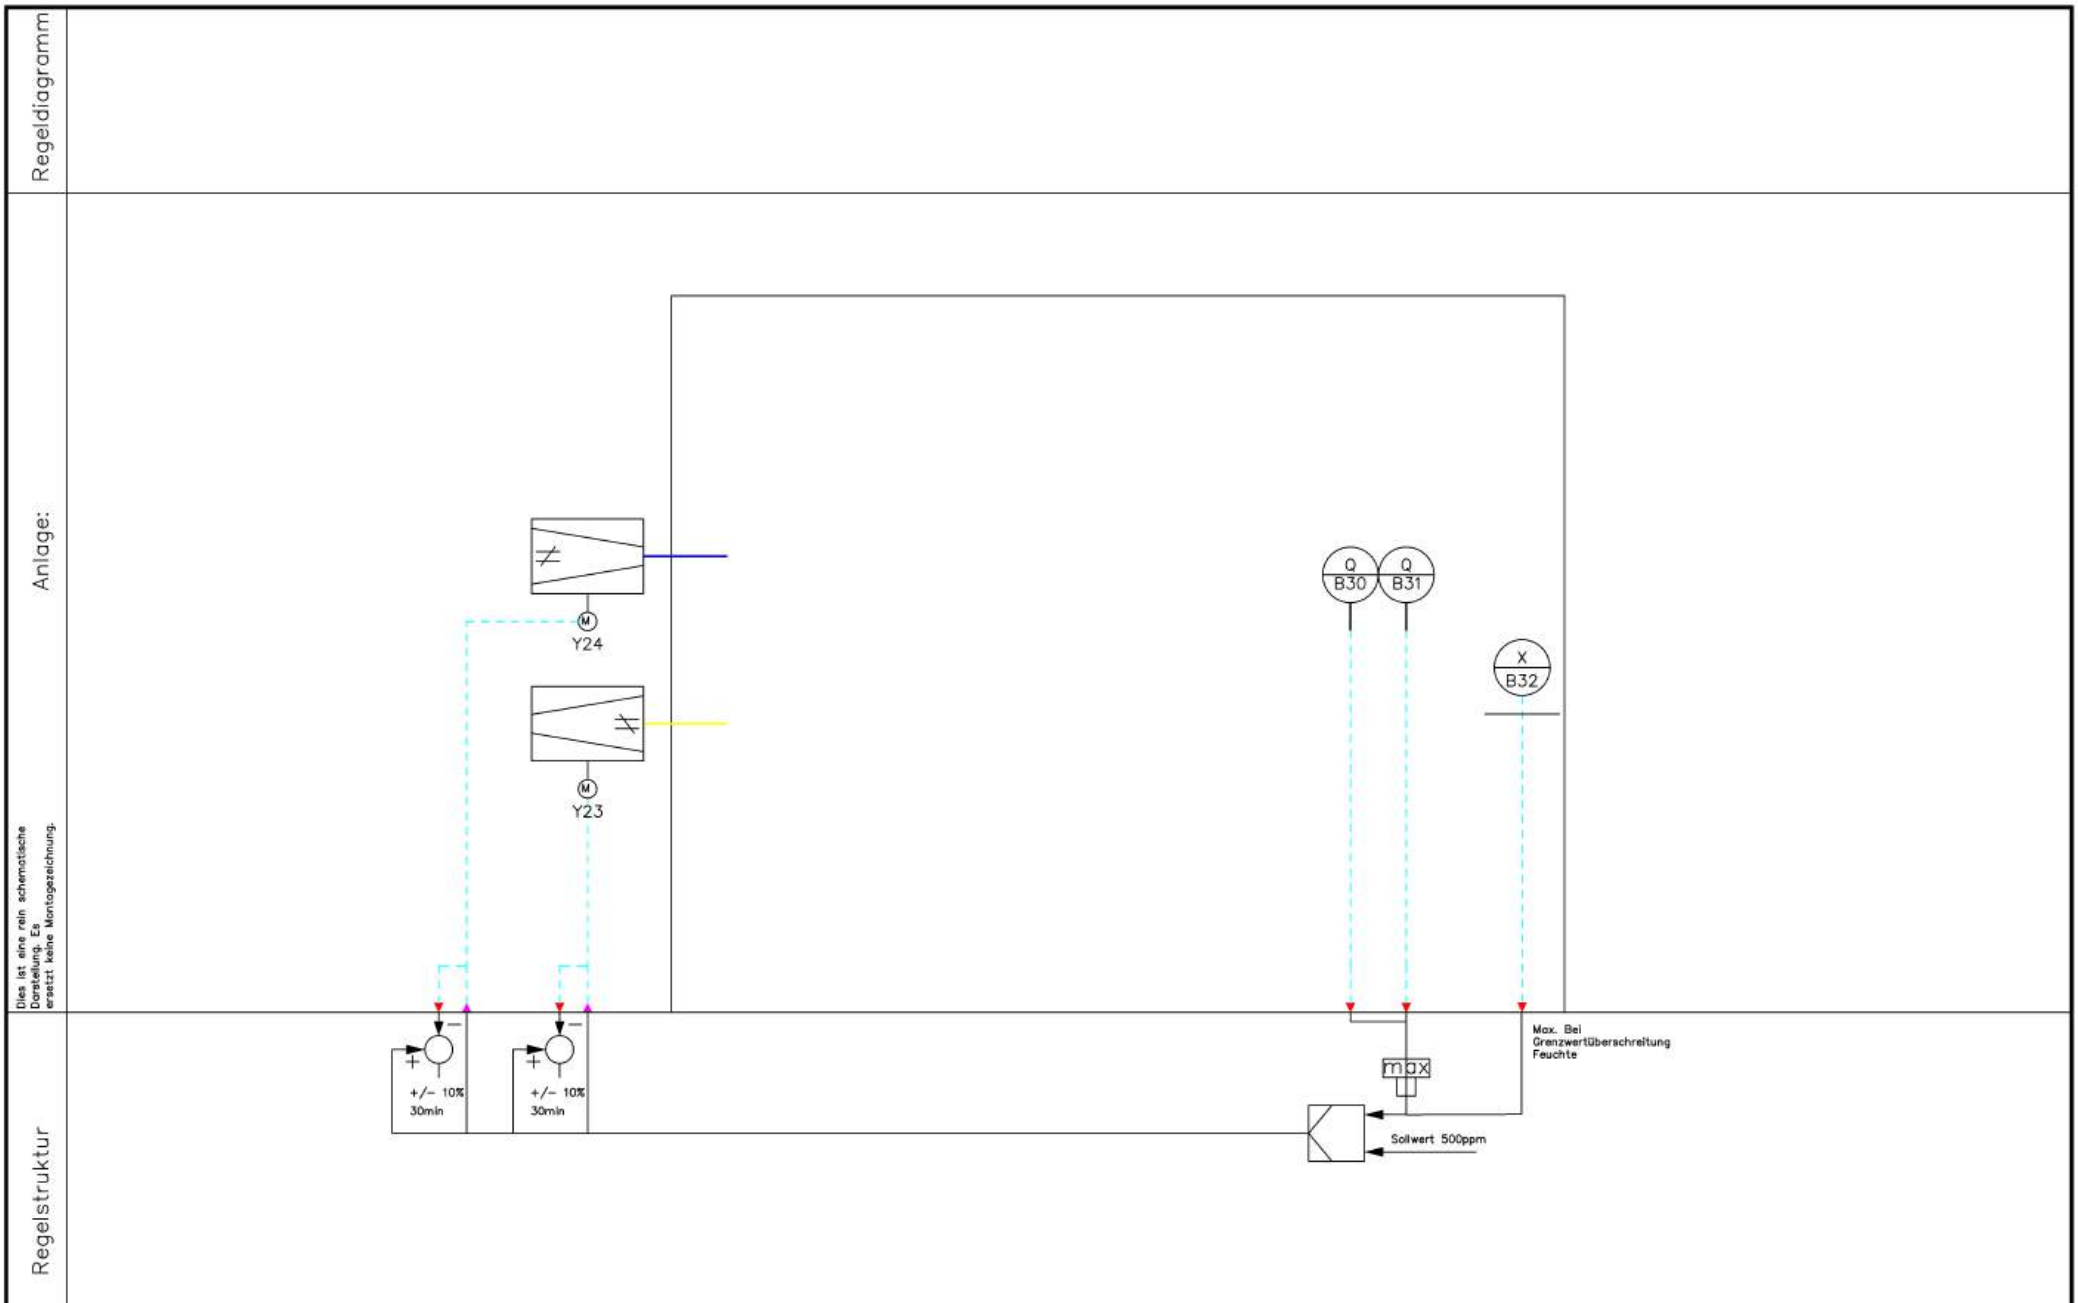 Regeldiagramm
Anlage:
Dies ist eine rein schematische
Darstellung. Es
ersetzt keine Montagezeichnung.
Regelstruktur
M
Y24
M
Y23
Q
B30
Q
B31
X
B32
−
+
+/− 10%
30min
−
+
+/− 10%
30min
max
Max. Bei
Grenzwertüberschreitung
Feuchte
Sollwert 500ppm